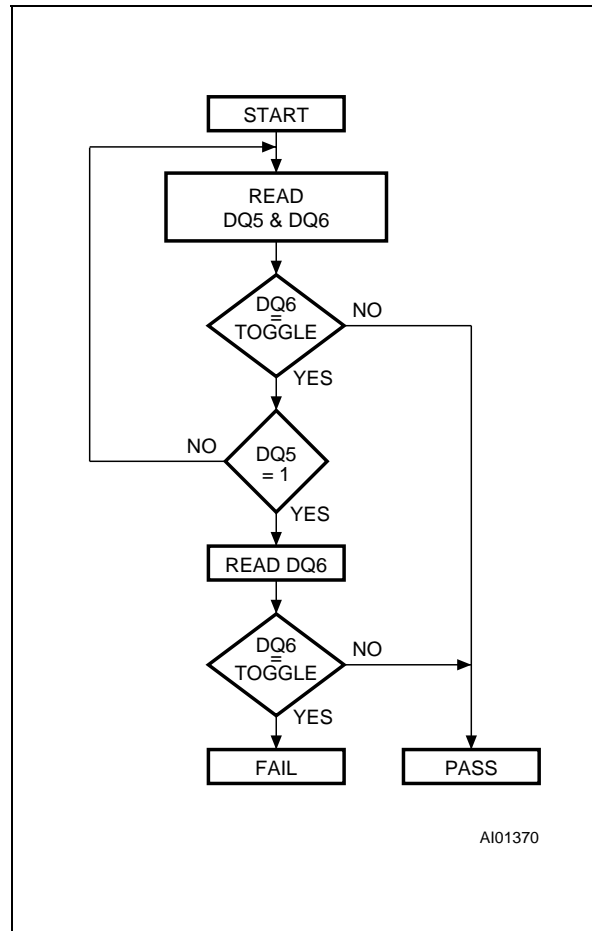 START
READ
DQ5 & DQ6
DQ6
=
TOGGLE
NO
YES
NO
DQ5
= 1
YES
READ DQ6
DQ6
=
TOGGLE
NO
YES
FAIL
PASS
AI01370